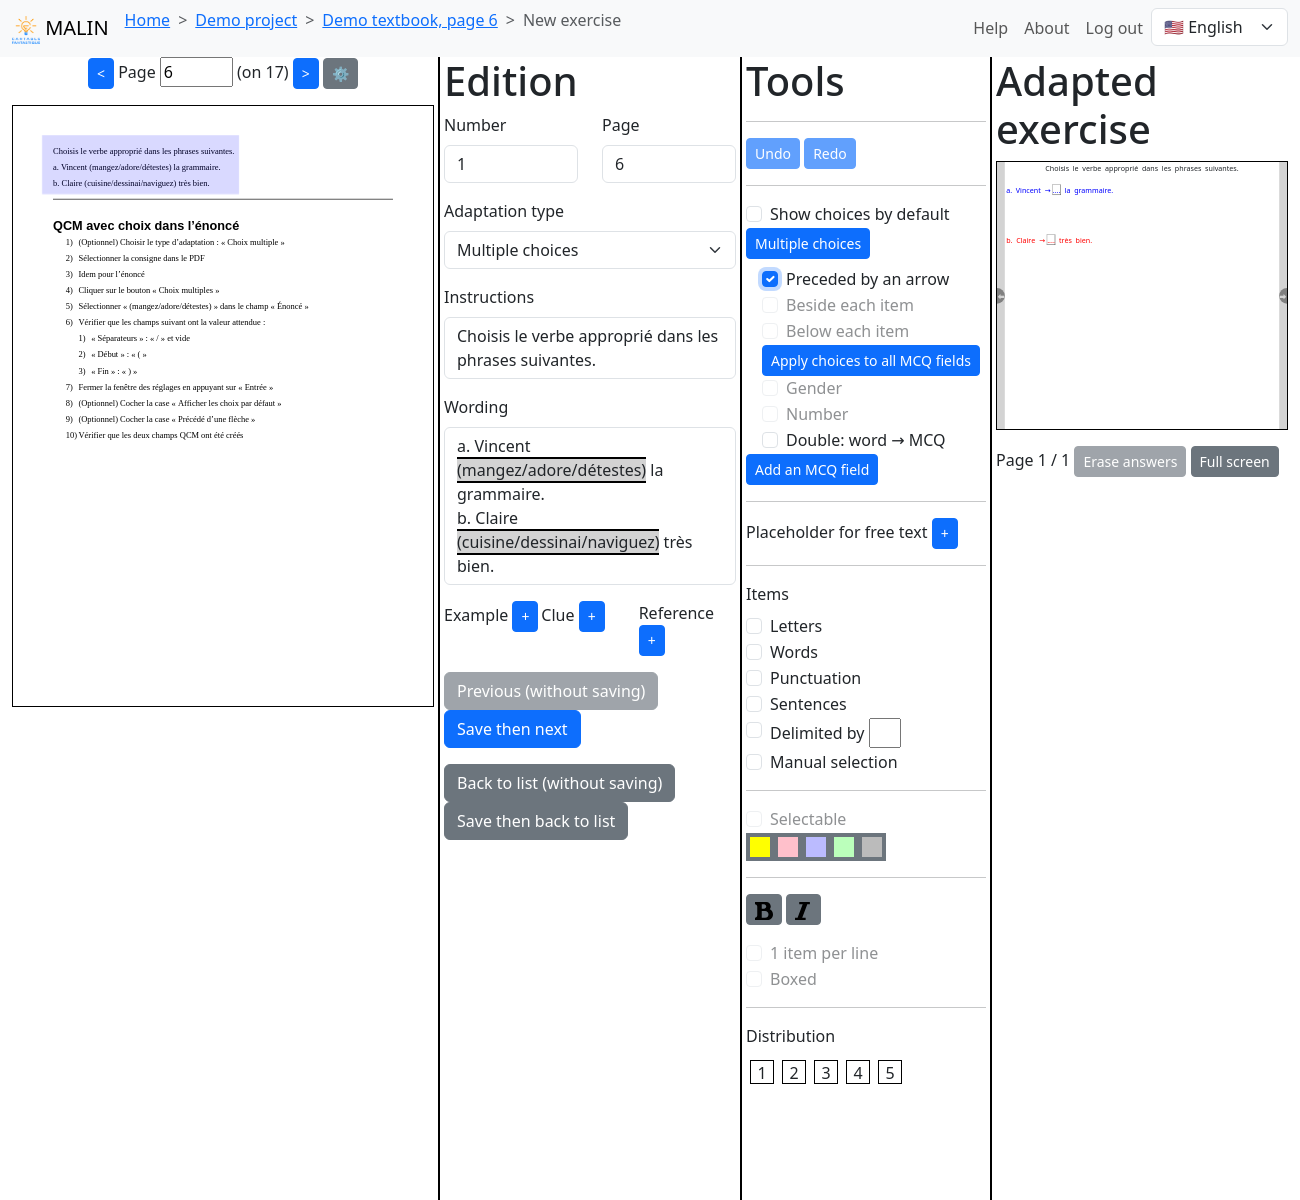 MALIN
Home > Demo project > Demo textbook, page 6 > New exercise
Help About Log out 🇺🇸 English
< Page 6 (on 17) > ⚙️
Choisis le verbe approprié dans les phrases suivantes.
a. Vincent (mangez/adore/détestes) la grammaire.
b. Claire (cuisine/dessinai/naviguez) très bien.
QCM avec choix dans l'énoncé
1) (Optionnel) Choisir le type d'adaptation : « Choix multiple »
2) Sélectionner la consigne dans le PDF
3) Idem pour l'énoncé
4) Cliquer sur le bouton « Choix multiples »
5) Sélectionner « (mangez/adore/détestes) » dans le champ « Énoncé »
6) Vérifier que les champs suivant ont la valeur attendue :
1) « Séparateurs » : « / » et vide
2) « Début » : « ( »
3) « Fin » : « ) »
7) Fermer la fenêtre des réglages en appuyant sur « Entrée »
8) (Optionnel) Cocher la case « Afficher les choix par défaut »
9) (Optionnel) Cocher la case « Précédé d'une flèche »
10) Vérifier que les deux champs QCM ont été créés
Edition
Number Page
1 6
Adaptation type
Multiple choices
Instructions
Choisis le verbe approprié dans les
phrases suivantes.
Wording
a. Vincent
(mangez/adore/détestes) la
grammaire.
b. Claire
(cuisine/dessinai/naviguez) très
bien.
Example + Clue + Reference
+
Previous (without saving)
Save then next
Back to list (without saving)
Save then back to list
Tools
Undo Redo
Show choices by default
Multiple choices
Preceded by an arrow
Beside each item
Below each item
Apply choices to all MCQ fields
Gender
Number
Double: word → MCQ
Add an MCQ field
Placeholder for free text +
Items
Letters
Words
Punctuation
Sentences
Delimited by
Manual selection
Selectable
B I
1 item per line
Boxed
Distribution
1 2 3 4 5
Adapted
exercise
Choisis le verbe approprié dans les phrases suivantes.
a. Vincent →.... la grammaire.
b. Claire →.... très bien.
Page 1 / 1 Erase answers Full screen